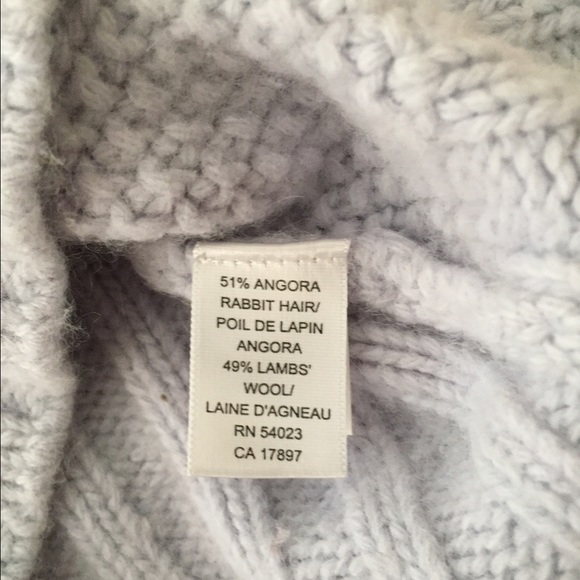 51% ANGORA
RABBIT HAIR/
POIL DE LAPIN
ANGORA
49% LAMBS'
WOOL/
LAINE D'AGNEAU
RN 54023
CA 17897